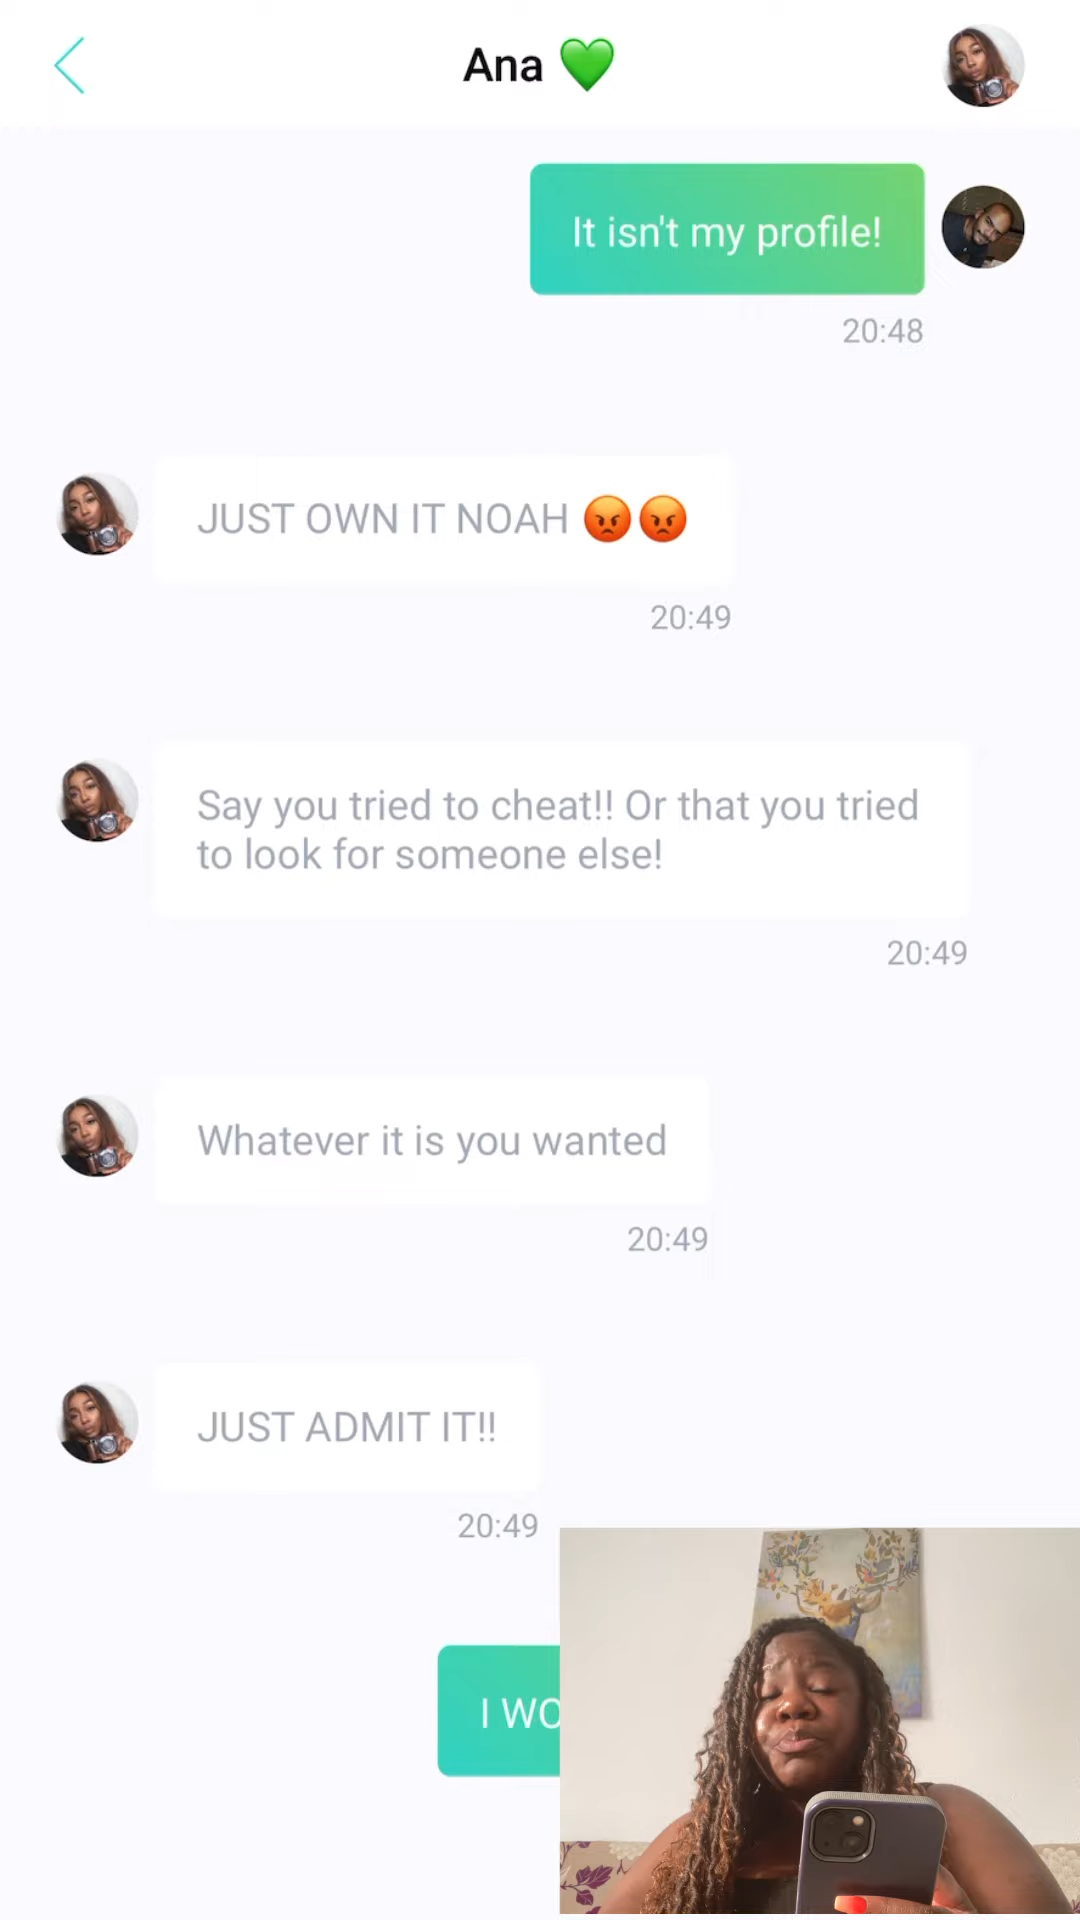 Ana 💚
It isn't my profile!
20:48
JUST OWN IT NOAH 😡😡
20:49
Say you tried to cheat!! Or that you tried
to look for someone else!
20:49
Whatever it is you wanted
20:49
JUST ADMIT IT!!
20:49
I WO